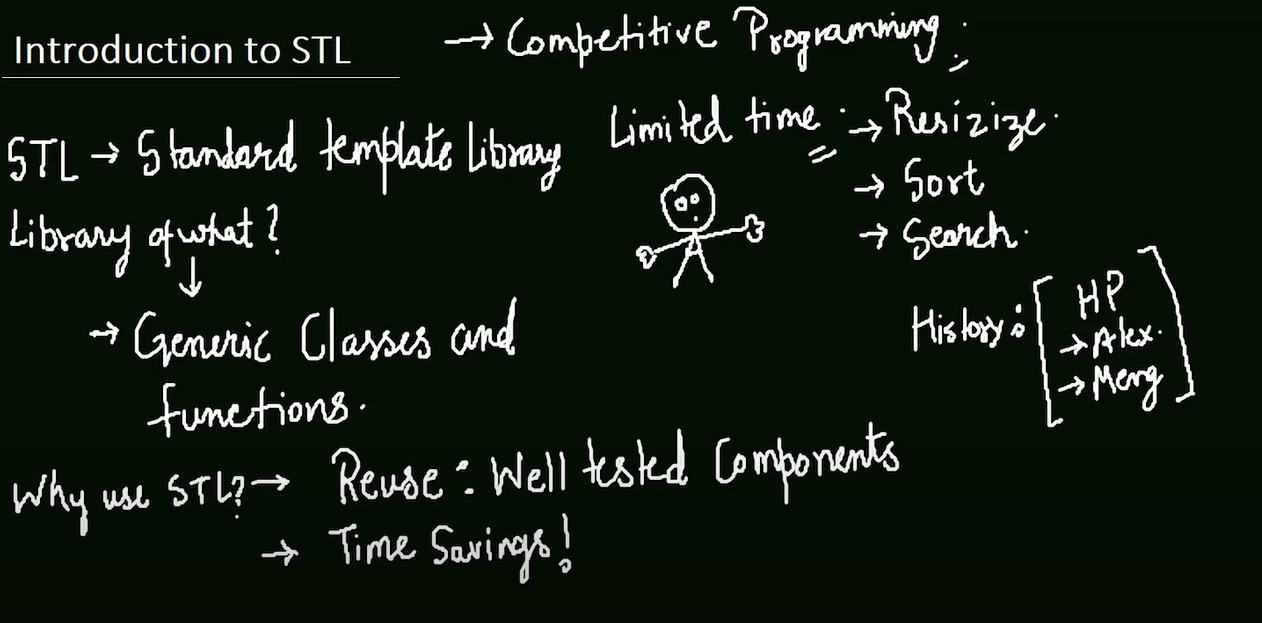 Introduction to STL
→ Competitive Programming.
STL → Standard template Library
Library of what?
→ Generic Classes and
functions.
Limited time → Resizize.
→ Sort
→ Search.
History: HP
→ Alex.
→ Meng
Why use STL? → Reuse: Well tested Components
→ Time Savings!